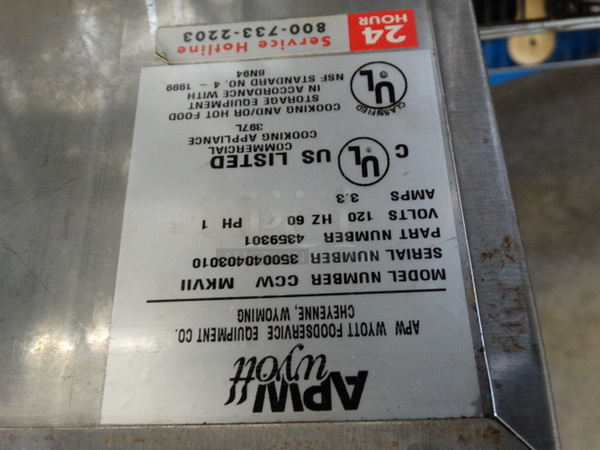 APW
wyott
APW WYOTT FOODSERVICE EQUIPMENT CO.
CHEYENNE, WYOMING
MODEL NUMBER CCW MKVII
SERIAL NUMBER 35004040301​0
PART NUMBER 4359301
VOLTS 120 HZ 60 PH 1
AMPS 3.3
C UL US LISTED
COMMERCIAL
COOKING APPLIANCE
397L
UL
CLASSIFIED
COOKING AND/OR HOT FOOD
STORAGE EQUIPMENT
IN ACCORDANCE WITH
NSF STANDARD NO. 4 - 1999
6N94
24
HOUR
Service Hotline
800-733-2203